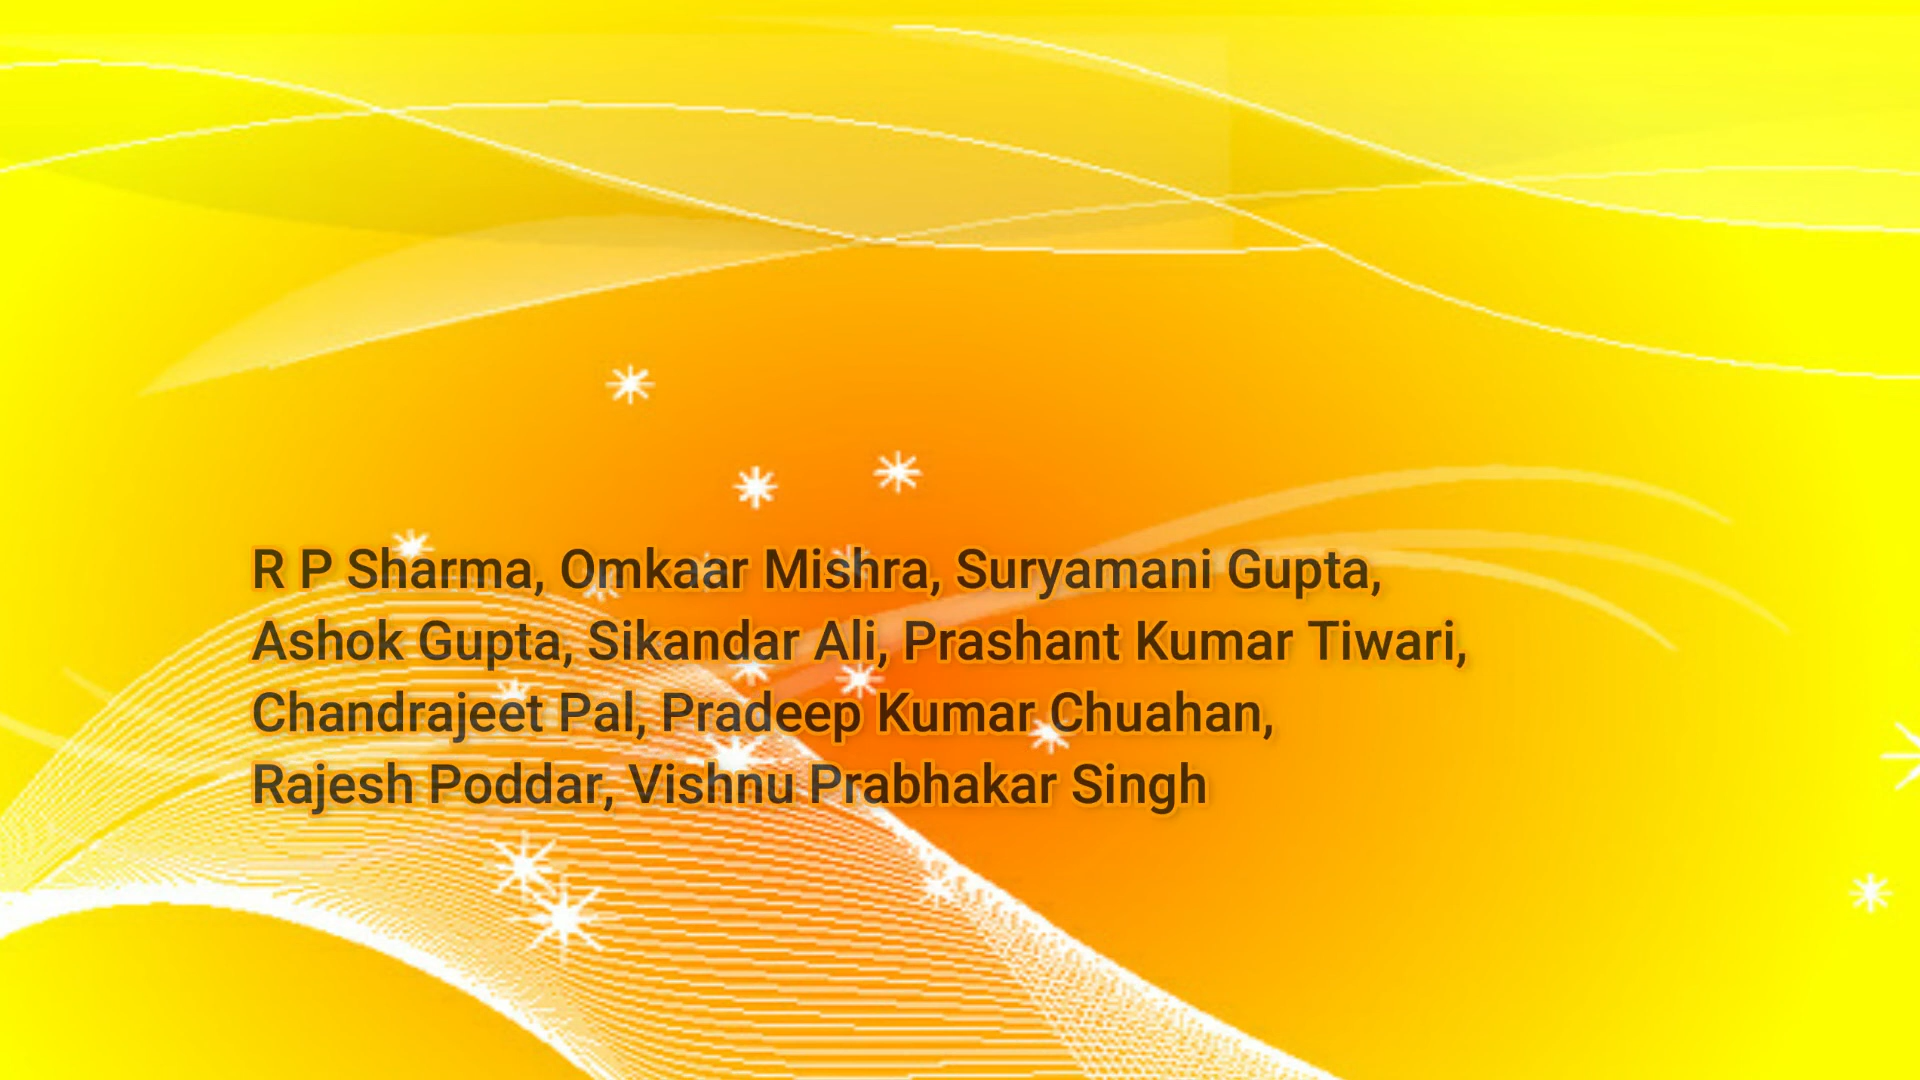 R P Sharma, Omkaar Mishra, Suryamani Gupta,
Ashok Gupta, Sikandar Ali, Prashant Kumar Tiwari,
Chandrajeet Pal, Pradeep Kumar Chuahan,
Rajesh Poddar, Vishnu Prabhakar Singh